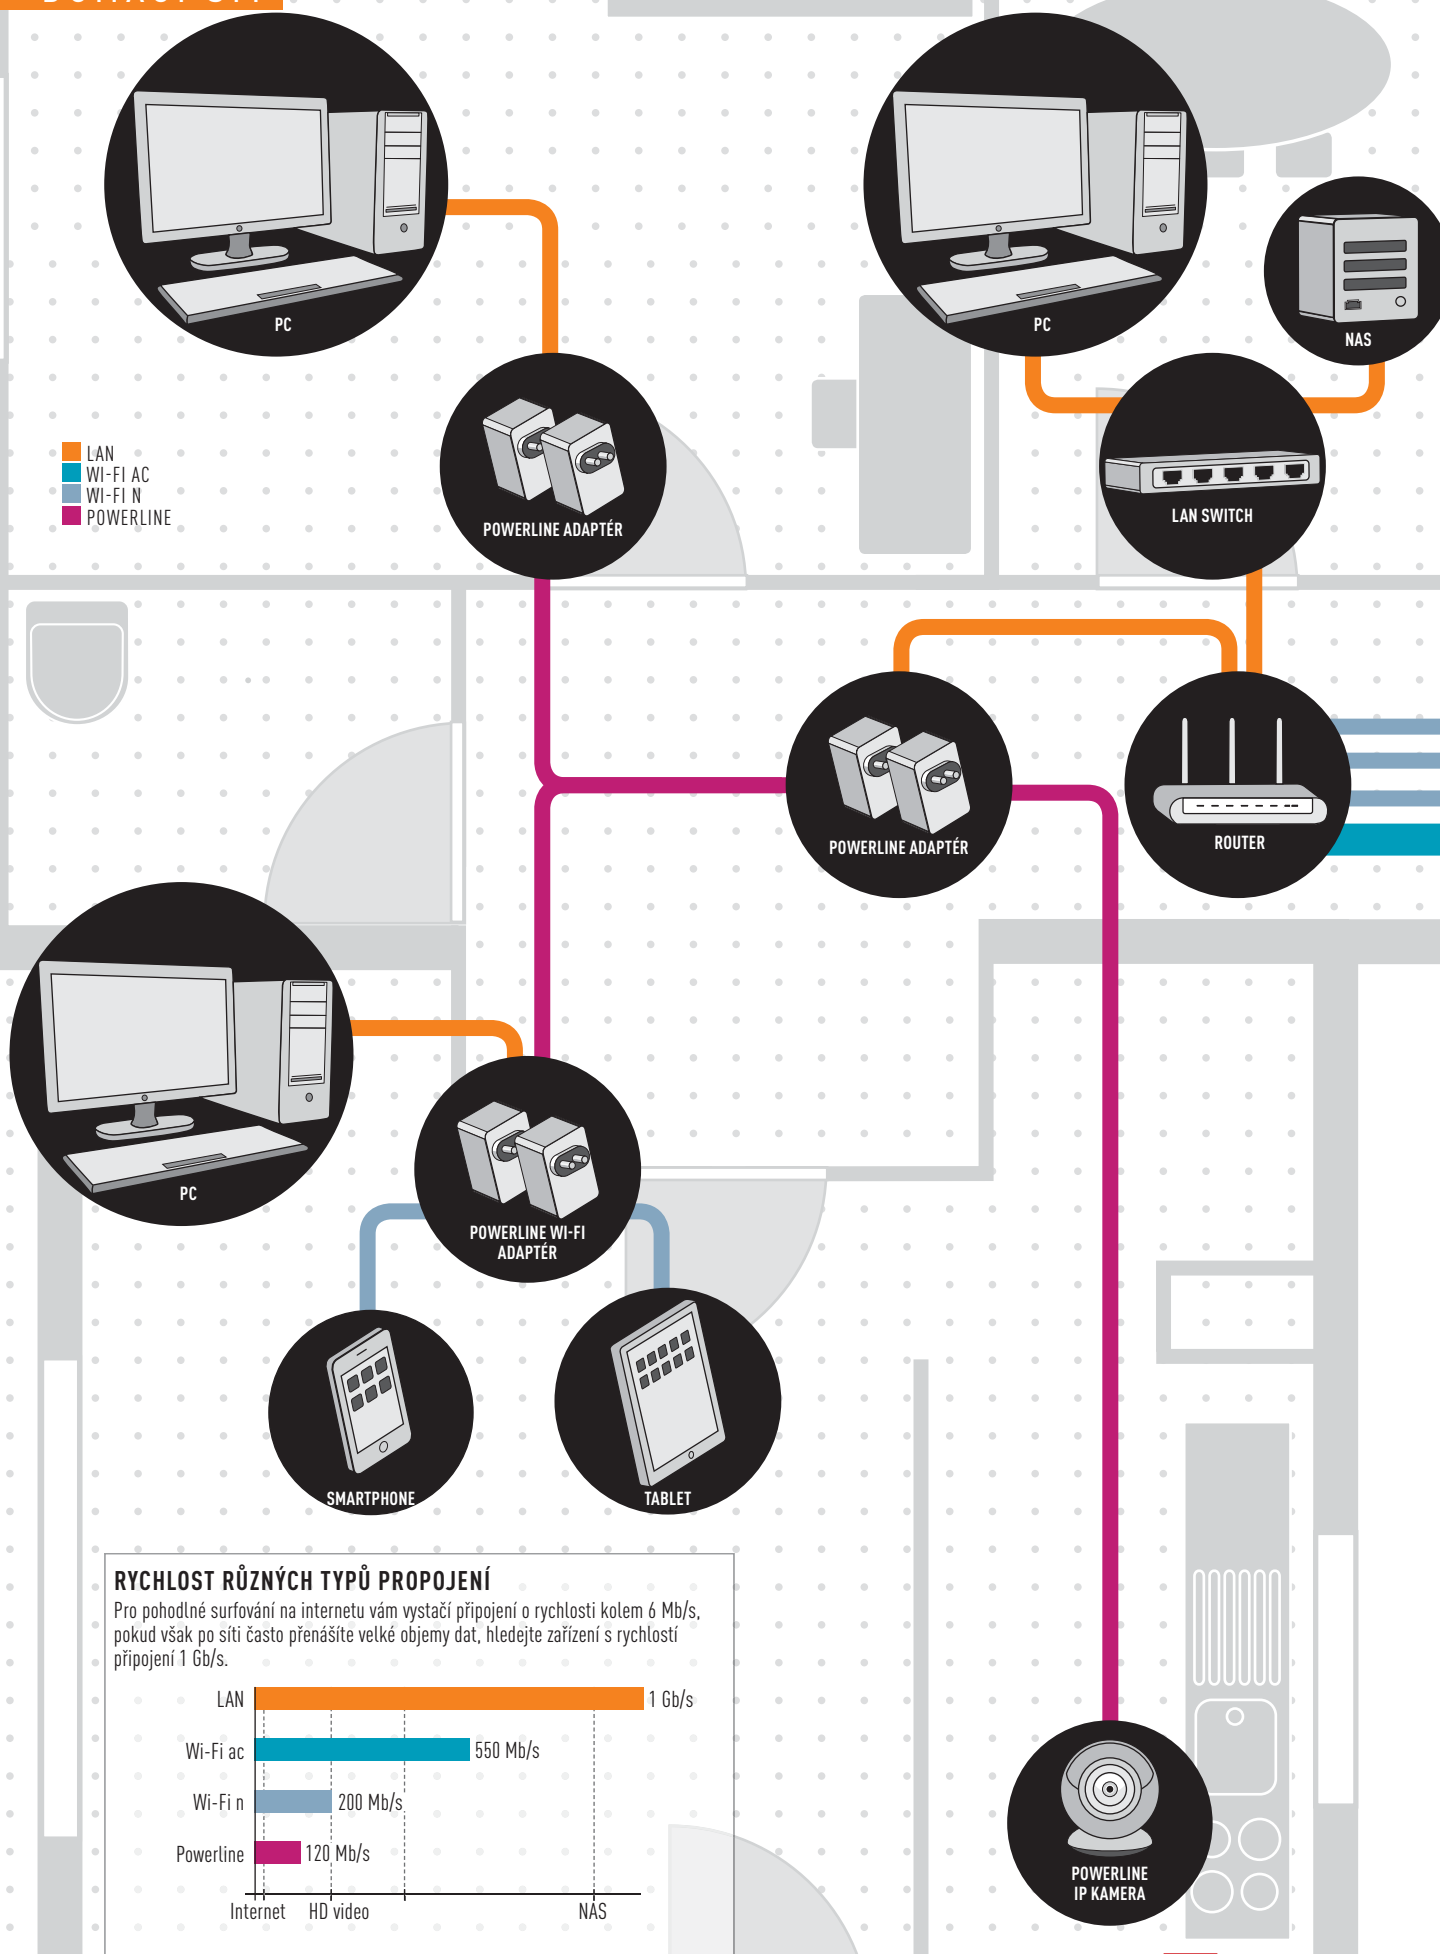 PC
PC
NAS
LAN
WI-FI AC
WI-FI N
POWERLINE
POWERLINE ADAPTÉR
LAN SWITCH
POWERLINE ADAPTÉR
ROUTER
PC
POWERLINE WI-FI
ADAPTÉR
SMARTPHONE
TABLET
RYCHLOST RŮZNÝCH TYPŮ PROPOJENÍ
Pro pohodlné surfování na internetu vám vystačí připojení o rychlosti kolem 6 Mb/s,
pokud však po síti často přenášíte velké objemy dat, hledejte zařízení s rychlostí
připojení 1 Gb/s.
LAN 1 Gb/s
Wi-Fi ac 550 Mb/s
Wi-Fi n 200 Mb/s
Powerline 120 Mb/s
Internet HD video NAS
POWERLINE
IP KAMERA